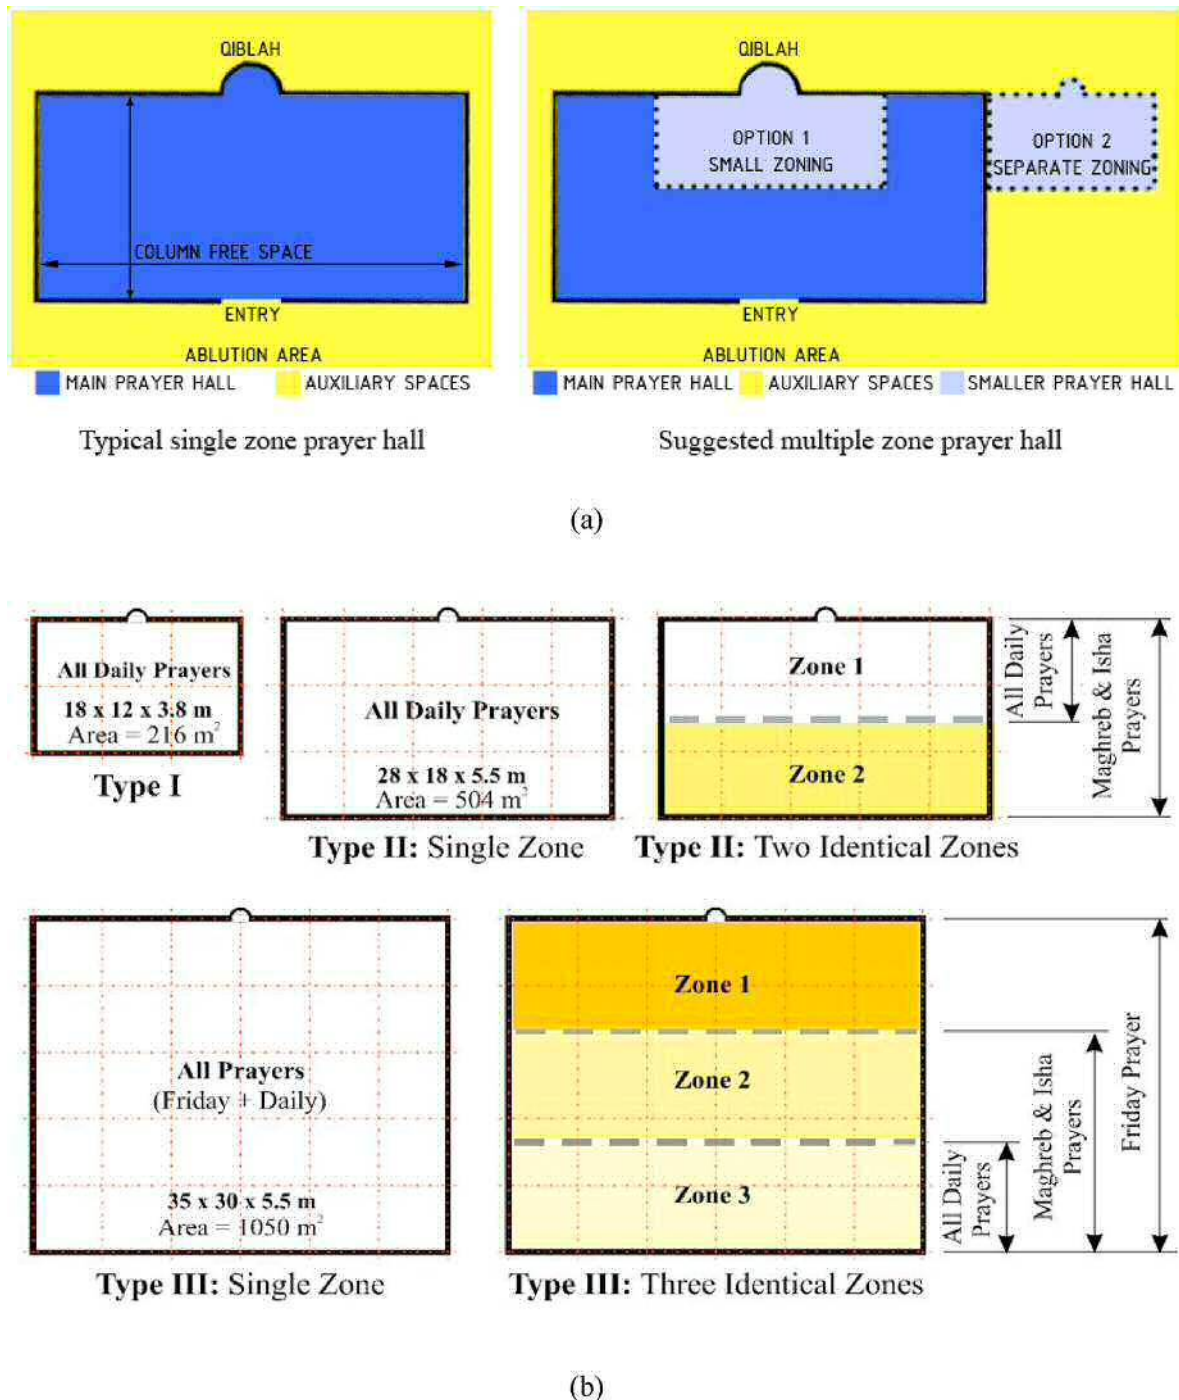 QIBLAH
COLUMN FREE SPACE
ENTRY
ABLUTION AREA
MAIN PRAYER HALL
AUXILIARY SPACES
Typical single zone prayer hall
QIBLAH
OPTION 1
SMALL ZONING
OPTION 2
SEPARATE ZONING
ENTRY
ABLUTION AREA
MAIN PRAYER HALL
AUXILIARY SPACES
SMALLER PRAYER HALL
Suggested multiple zone prayer hall
(a)
All Daily Prayers
18 x 12 x 3.8 m
Area = 216 m²
Type I
All Daily Prayers
28 x 18 x 5.5 m
Area = 504 m²
Type II: Single Zone
Zone 1
Zone 2
Type II: Two Identical Zones
All Daily
Prayers
Maghreb & Isha
Prayers
All Prayers
(Friday + Daily)
35 x 30 x 5.5 m
Area = 1050 m²
Type III: Single Zone
Zone 1
Zone 2
Zone 3
Type III: Three Identical Zones
All Daily
Prayers
Maghreb & Isha
Prayers
Friday Prayer
(b)